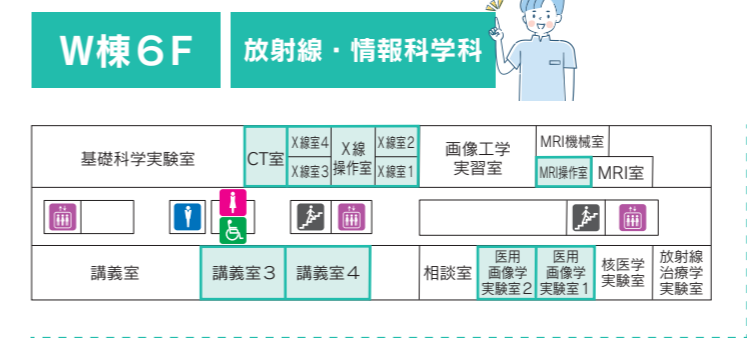 W棟6F
放射線・情報科学科
基礎科学実験室
CT室
X線室4
X線室3
X線
操作室
X線室2
X線室1
画像工学
実習室
MRI機械室
MRI操作室
MRI室
講義室
講義室3
講義室4
相談室
医用
画像学
実験室2
医用
画像学
実験室1
核医学
実験室
放射線
治療学
実験室